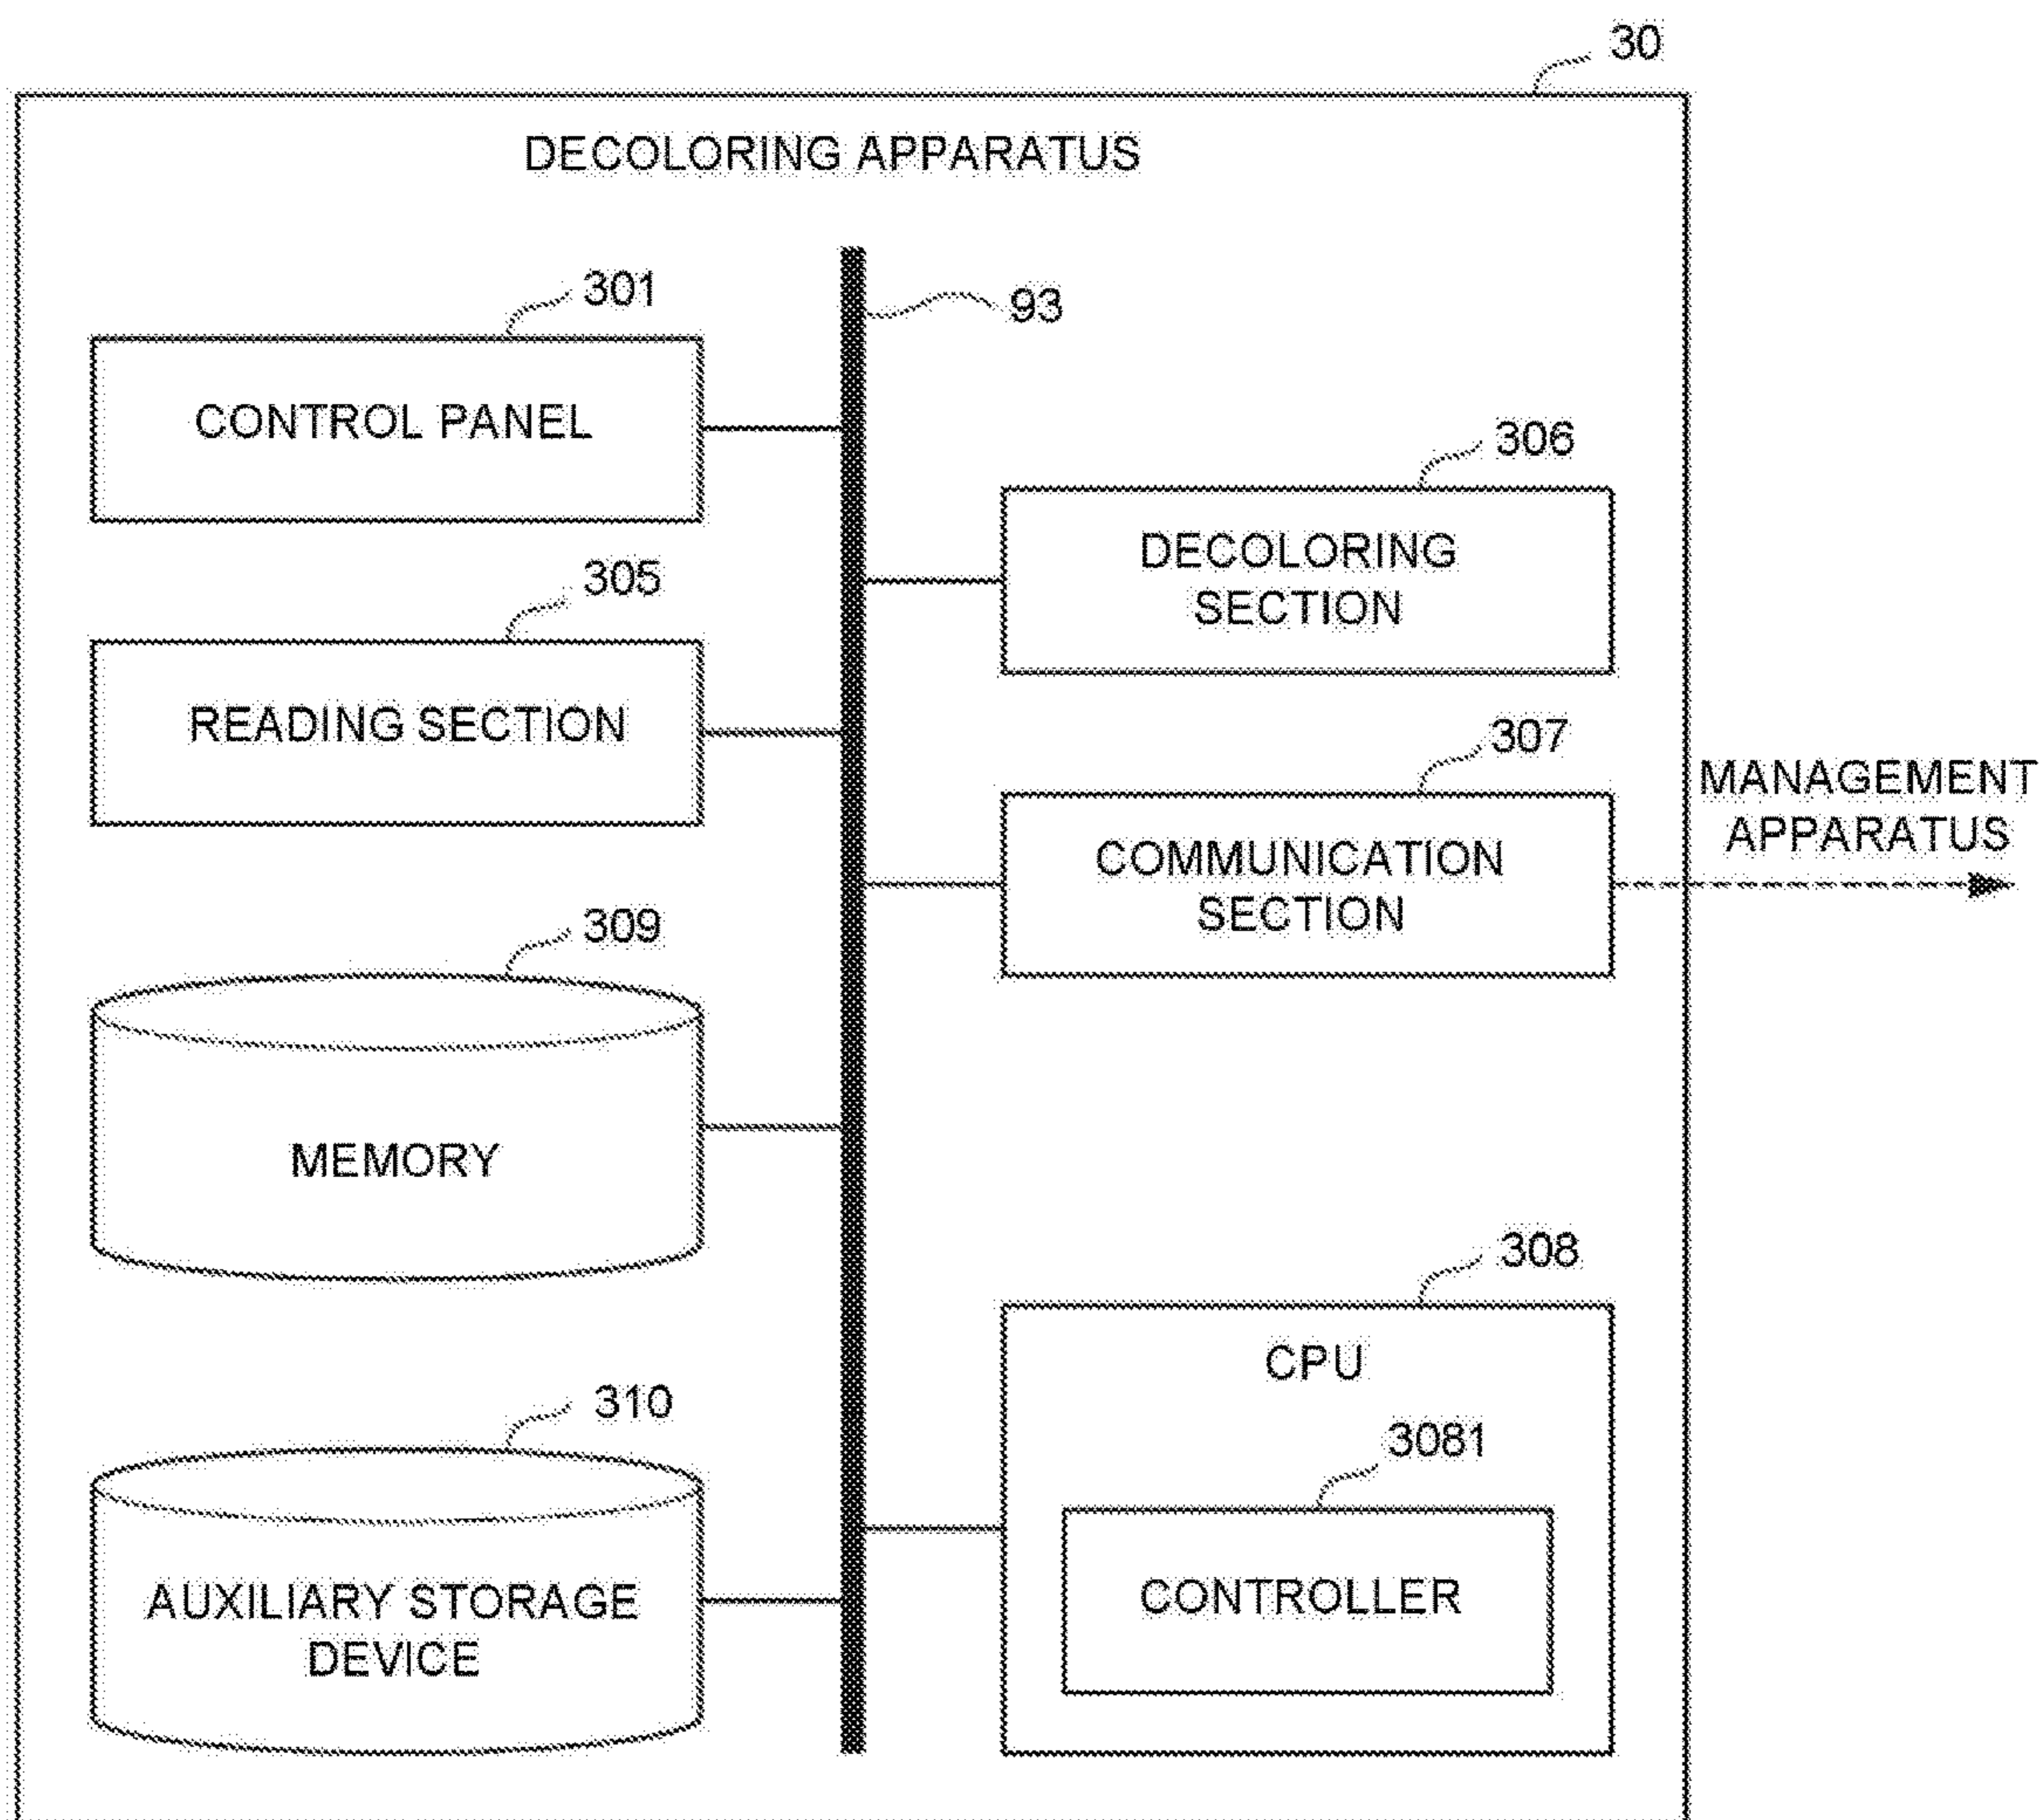 30
DECOLORING APPARATUS
301
93
CONTROL PANEL
306
DECOLORING
SECTION
305
READING SECTION
307
MANAGEMENT
APPARATUS
COMMUNICATION
SECTION
309
MEMORY
308
CPU
310
3081
AUXILIARY STORAGE
DEVICE
CONTROLLER